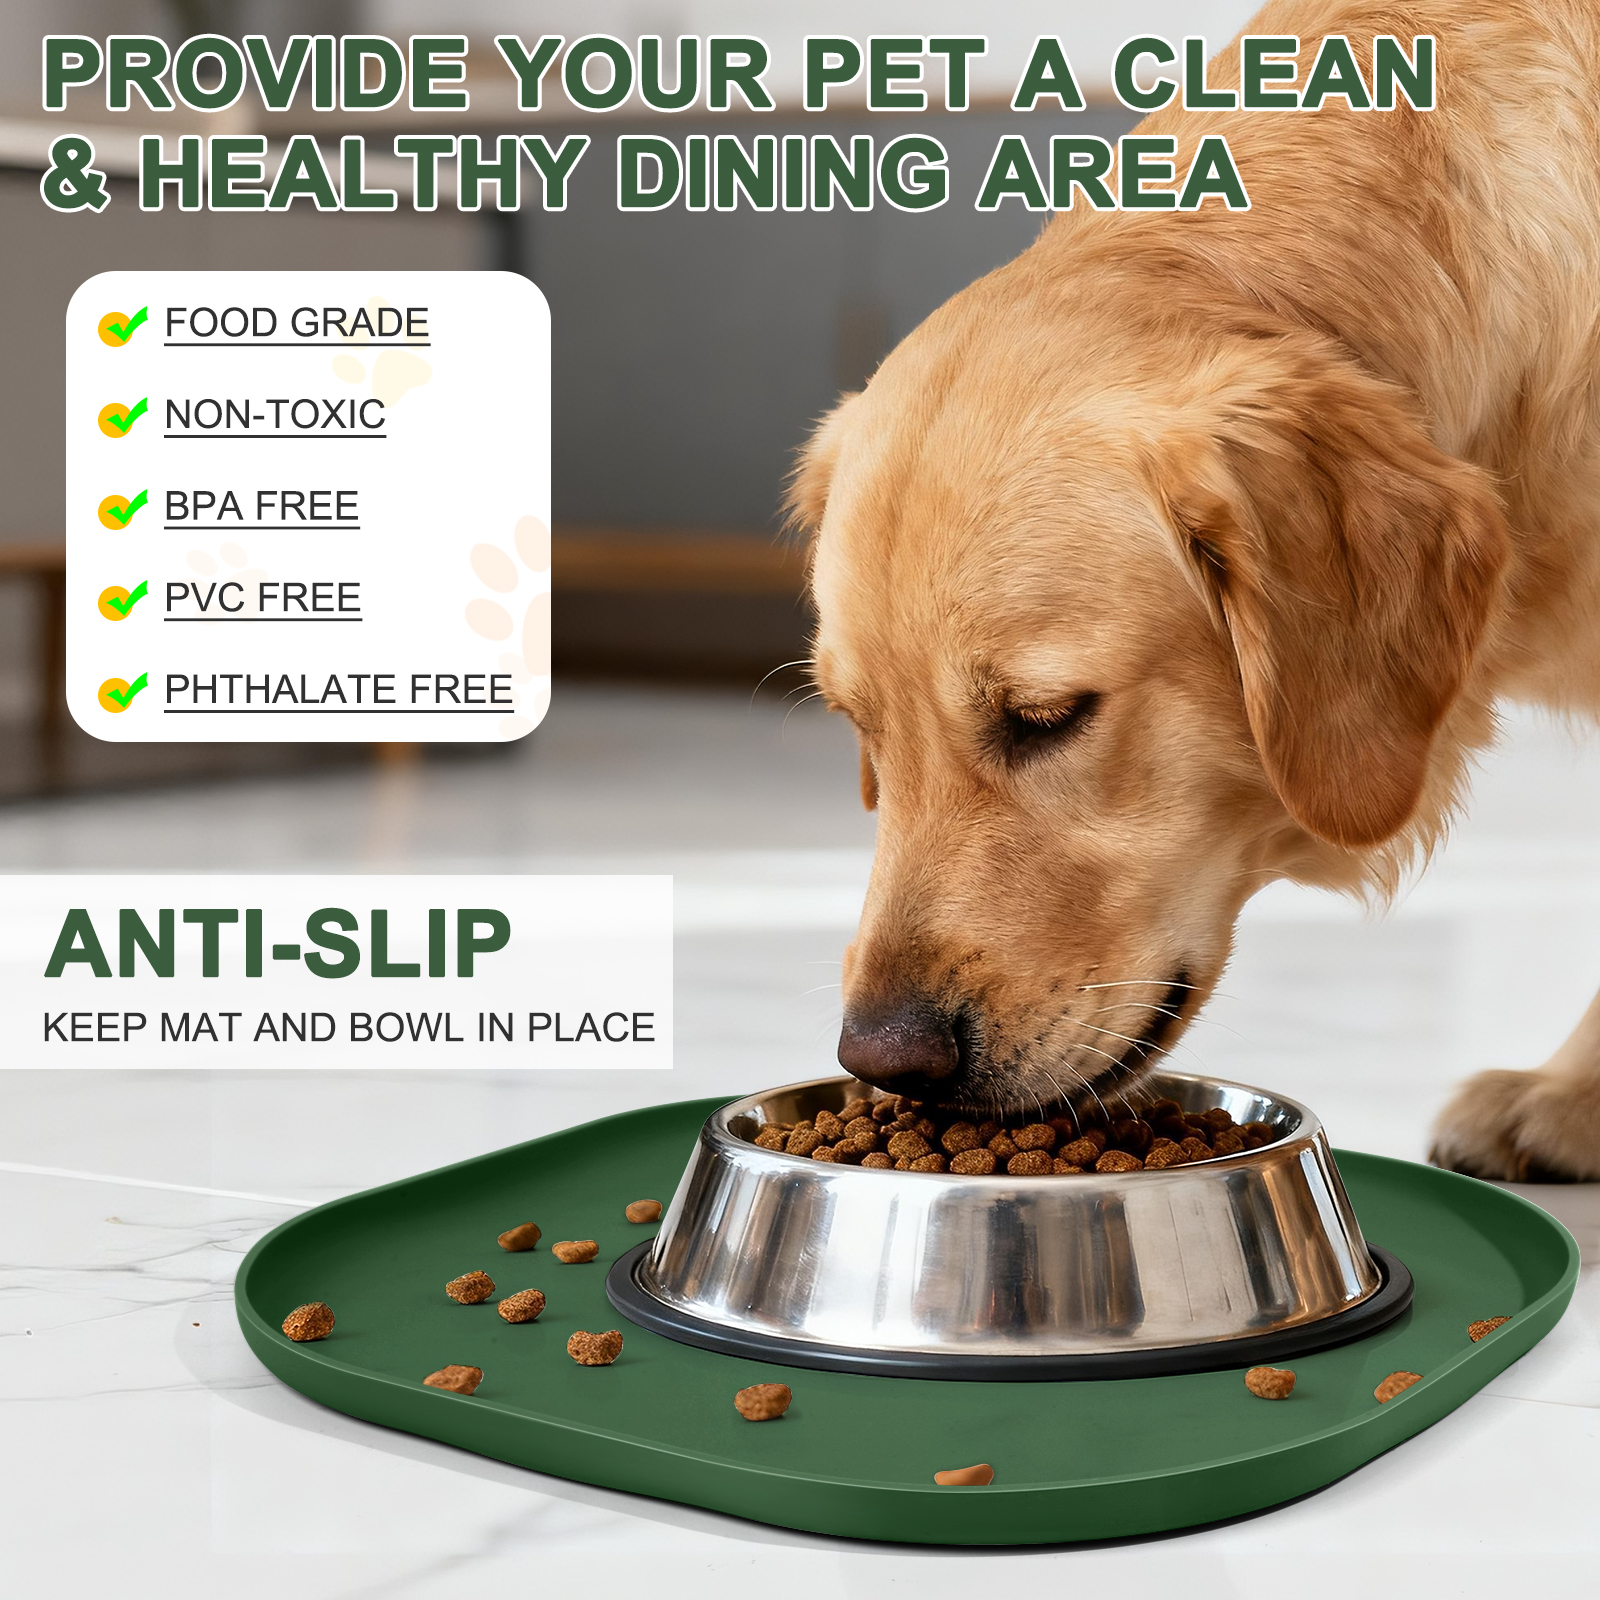 PROVIDE YOUR PET A CLEAN
& HEALTHY DINING AREA
FOOD GRADE
NON-TOXIC
BPA FREE
PVC FREE
PHTHALATE FREE
ANTI-SLIP
KEEP MAT AND BOWL IN PLACE